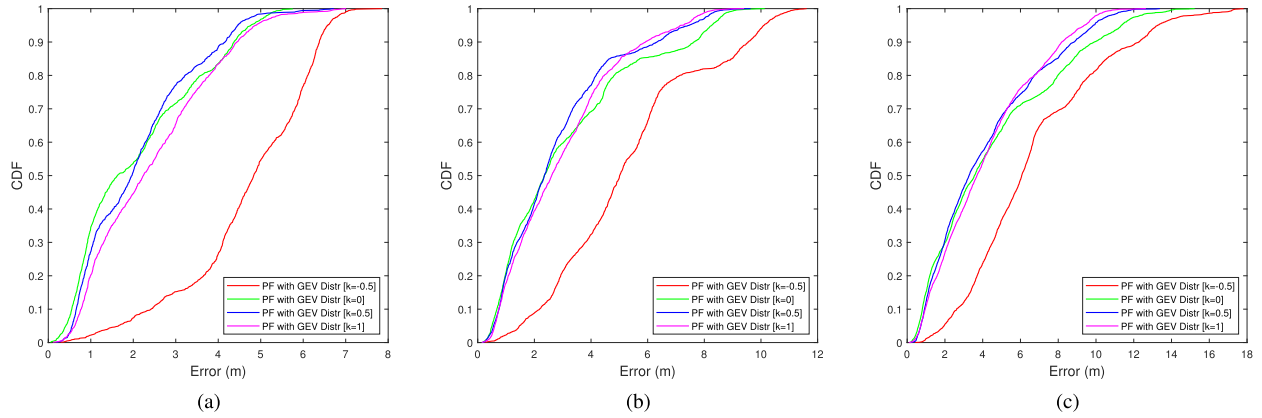 1
0.9
0.8
0.7
0.6
0.5
0.4
0.3
0.2
0.1
0
CDF
PF with GEV Distr [k=-0.5]
PF with GEV Distr [k=0]
PF with GEV Distr [k=0.5]
PF with GEV Distr [k=1]
0 1 2 3 4 5 6 7 8
Error (m)
(a)
1
0.9
0.8
0.7
0.6
0.5
0.4
0.3
0.2
0.1
0
CDF
PF with GEV Distr [k=-0.5]
PF with GEV Distr [k=0]
PF with GEV Distr [k=0.5]
PF with GEV Distr [k=1]
0 2 4 6 8 10 12
Error (m)
(b)
1
0.9
0.8
0.7
0.6
0.5
0.4
0.3
0.2
0.1
0
CDF
PF with GEV Distr [k=-0.5]
PF with GEV Distr [k=0]
PF with GEV Distr [k=0.5]
PF with GEV Distr [k=1]
0 2 4 6 8 10 12 14 16 18
Error (m)
(c)